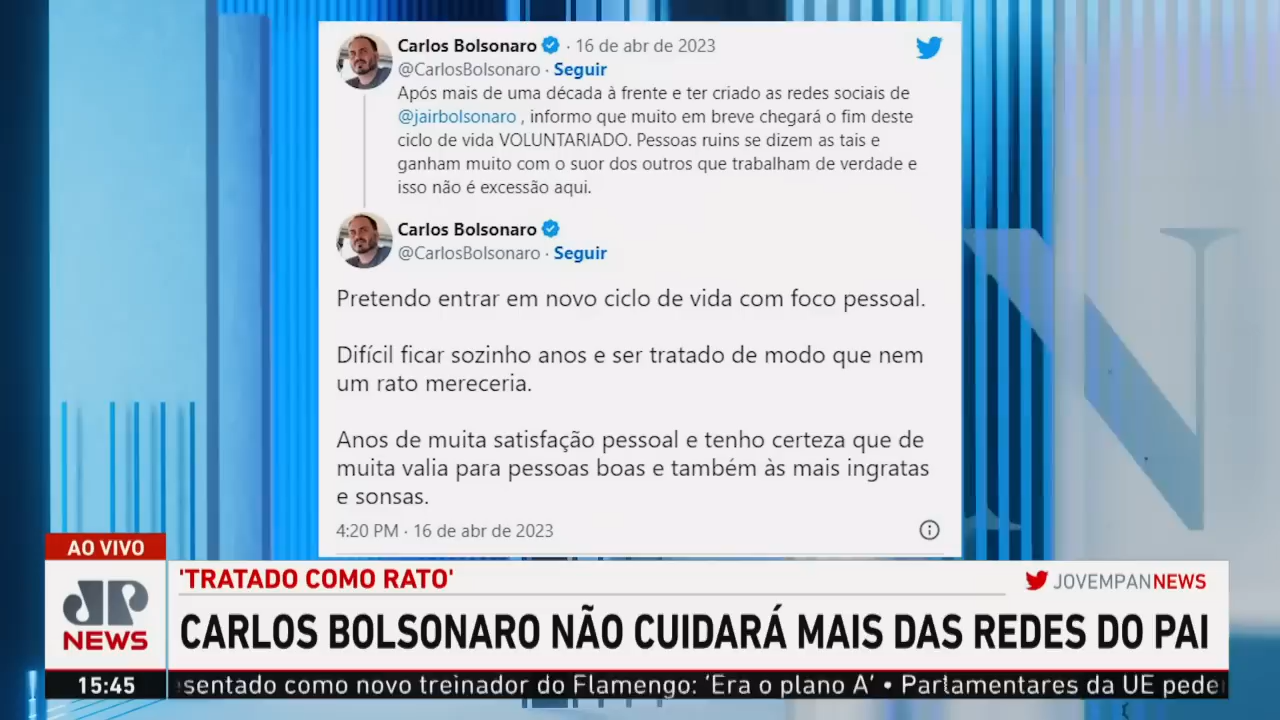 Carlos Bolsonaro · 16 de abr de 2023
@CarlosBolsonaro · Seguir
Após mais de uma década à frente e ter criado as redes sociais de
@jairbolsonaro , informo que muito em breve chegará o fim deste
ciclo de vida VOLUNTARIADO. Pessoas ruins se dizem as tais e
ganham muito com o suor dos outros que trabalham de verdade e
isso não é excessão aqui.
Carlos Bolsonaro
@CarlosBolsonaro · Seguir
Pretendo entrar em novo ciclo de vida com foco pessoal.
Difícil ficar sozinho anos e ser tratado de modo que nem
um rato mereceria.
Anos de muita satisfação pessoal e tenho certeza que de
muita valia para pessoas boas e também às mais ingratas
e sonsas.
4:20 PM · 16 de abr de 2023
N
AO VIVO
JP
NEWS
'TRATADO COMO RATO'
JOVEMPANNEWS
CARLOS BOLSONARO NÃO CUIDARÁ MAIS DAS REDES DO PAI
15:45
sentado como novo treinador do Flamengo: 'Era o plano A' • Parlamentares da UE pede